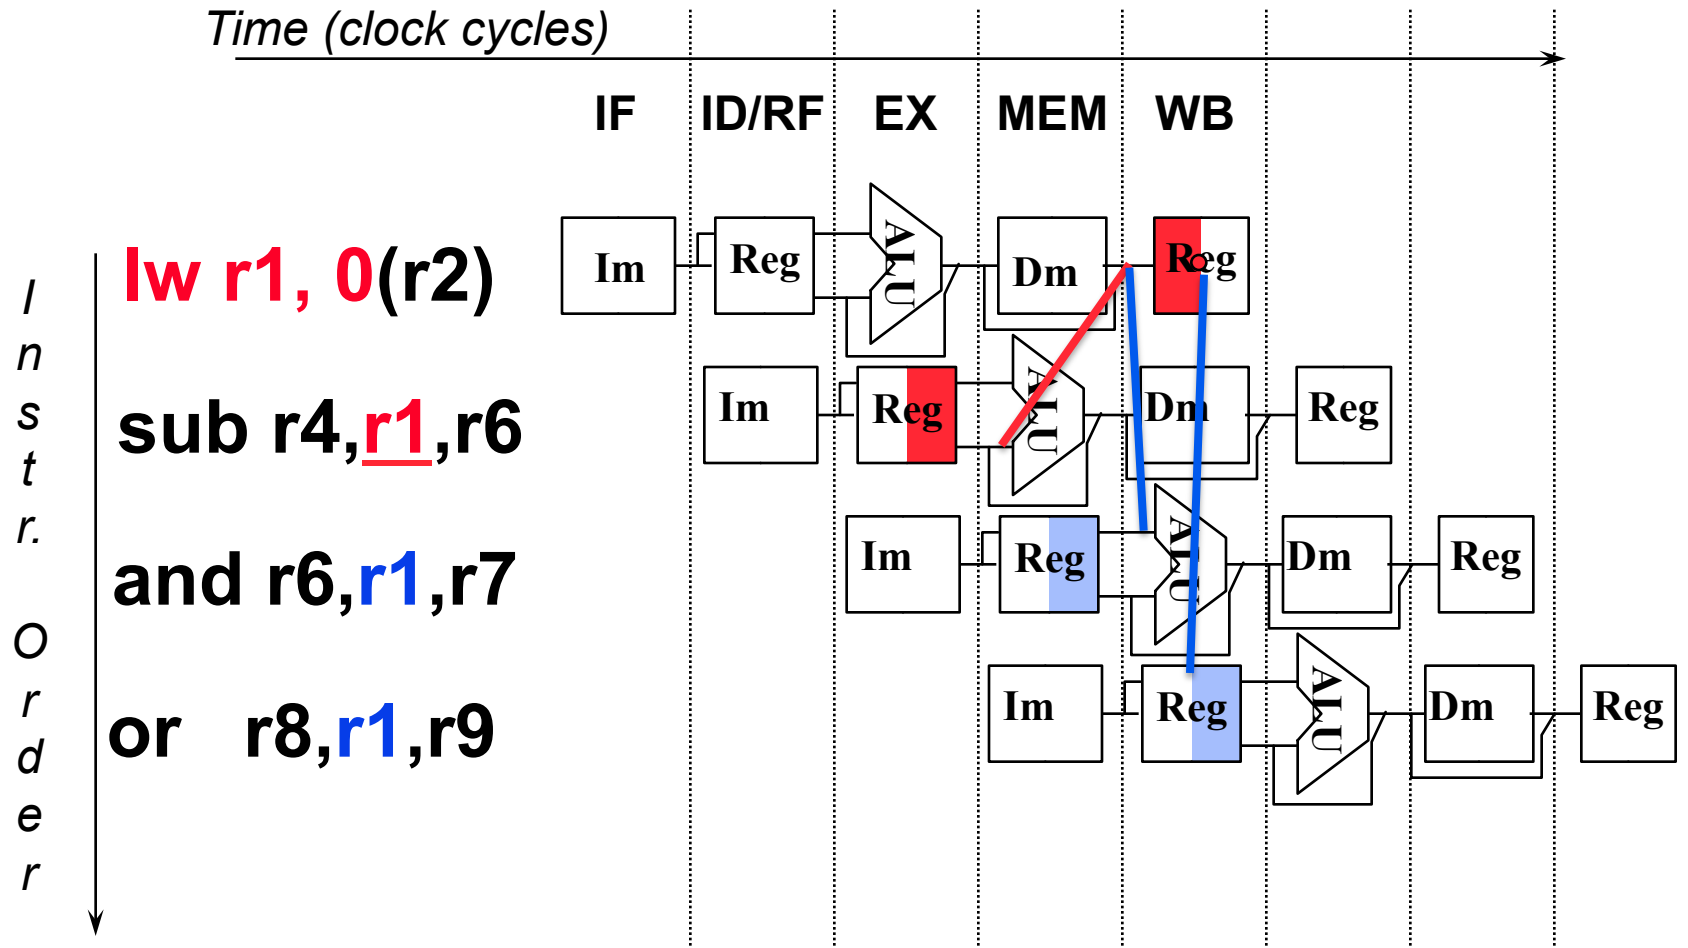 Time (clock cycles)
IF ID/RF EX MEM WB
Instr. Order
lw r1, 0(r2)
Im Reg ALU Dm Reg
sub r4,r1,r6
Im Reg ALU Dm Reg
and r6,r1,r7
Im Reg ALU Dm Reg
or r8,r1,r9
Im Reg ALU Dm Reg